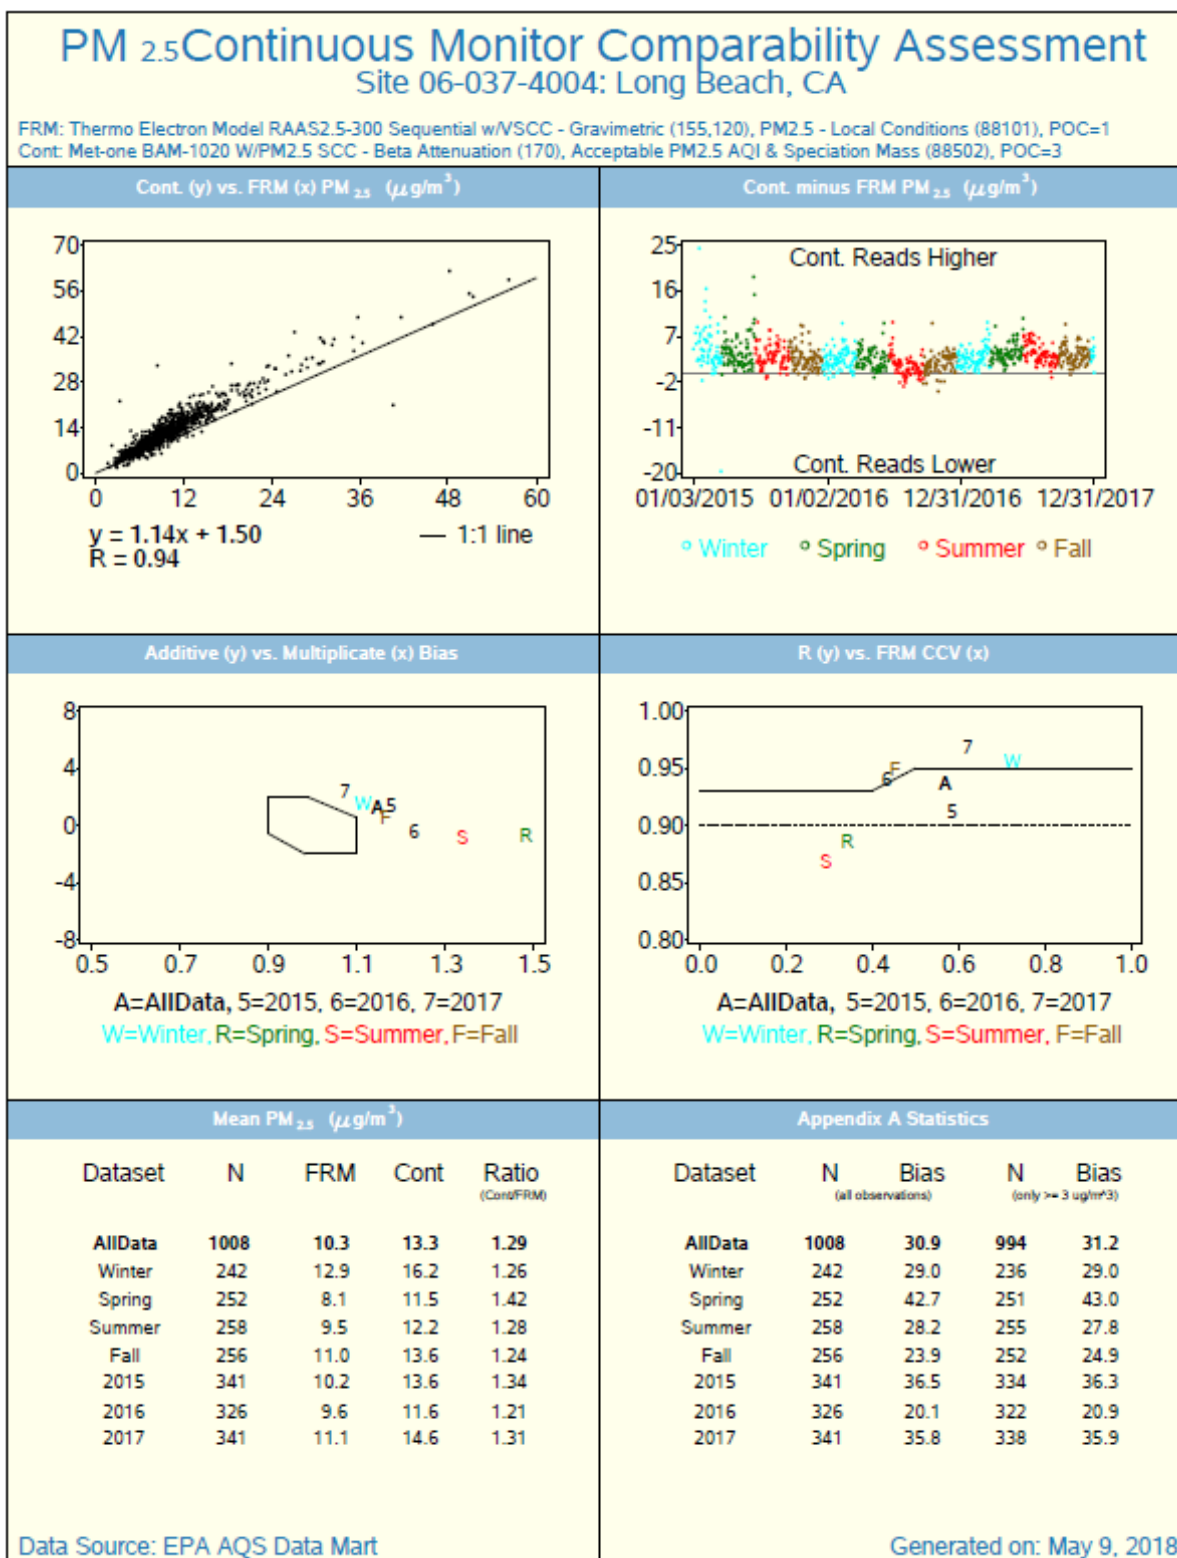 PM 2.5 Continuous Monitor Comparability Assessment
Site 06-037-4004: Long Beach, CA
FRM: Thermo Electron Model RAAS2.5-300 Sequential w/VSCC - Gravimetric (155,120), PM2.5 - Local Conditions (88101), POC=1
Cont: Met-one BAM-1020 W/PM2.5 SCC - Beta Attenuation (170), Acceptable PM2.5 AQI & Speciation Mass (88502), POC=3
Cont. (y) vs. FRM (x) PM 2.5 (μg/m³)
70
56
42
28
14
0
0 12 24 36 48 60
y = 1.14x + 1.50
R = 0.94
— 1:1 line
Cont. minus FRM PM 2.5 (μg/m³)
25
16
7
-2
-11
-20
Cont. Reads Higher
Cont. Reads Lower
01/03/2015 01/02/2016 12/31/2016 12/31/2017
Winter Spring Summer Fall
Additive (y) vs. Multiplicate (x) Bias
8
4
0
-4
-8
7 W A 5 F 6 S R
0.5 0.7 0.9 1.1 1.3 1.5
A=AllData, 5=2015, 6=2016, 7=2017
W=Winter, R=Spring, S=Summer, F=Fall
R (y) vs. FRM CCV (x)
1.00
0.95
0.90
0.85
0.80
7 W F 6 A 5 R S
0.0 0.2 0.4 0.6 0.8 1.0
A=AllData, 5=2015, 6=2016, 7=2017
W=Winter, R=Spring, S=Summer, F=Fall
Mean PM 2.5 (μg/m³)
Dataset N FRM Cont Ratio
(Cont/FRM)
AllData 1008 10.3 13.3 1.29
Winter 242 12.9 16.2 1.26
Spring 252 8.1 11.5 1.42
Summer 258 9.5 12.2 1.28
Fall 256 11.0 13.6 1.24
2015 341 10.2 13.6 1.34
2016 326 9.6 11.6 1.21
2017 341 11.1 14.6 1.31
Appendix A Statistics
Dataset N Bias N Bias
(all observations) (only >= 3 ug/m^3)
AllData 1008 30.9 994 31.2
Winter 242 29.0 236 29.0
Spring 252 42.7 251 43.0
Summer 258 28.2 255 27.8
Fall 256 23.9 252 24.9
2015 341 36.5 334 36.3
2016 326 20.1 322 20.9
2017 341 35.8 338 35.9
Data Source: EPA AQS Data Mart
Generated on: May 9, 2018